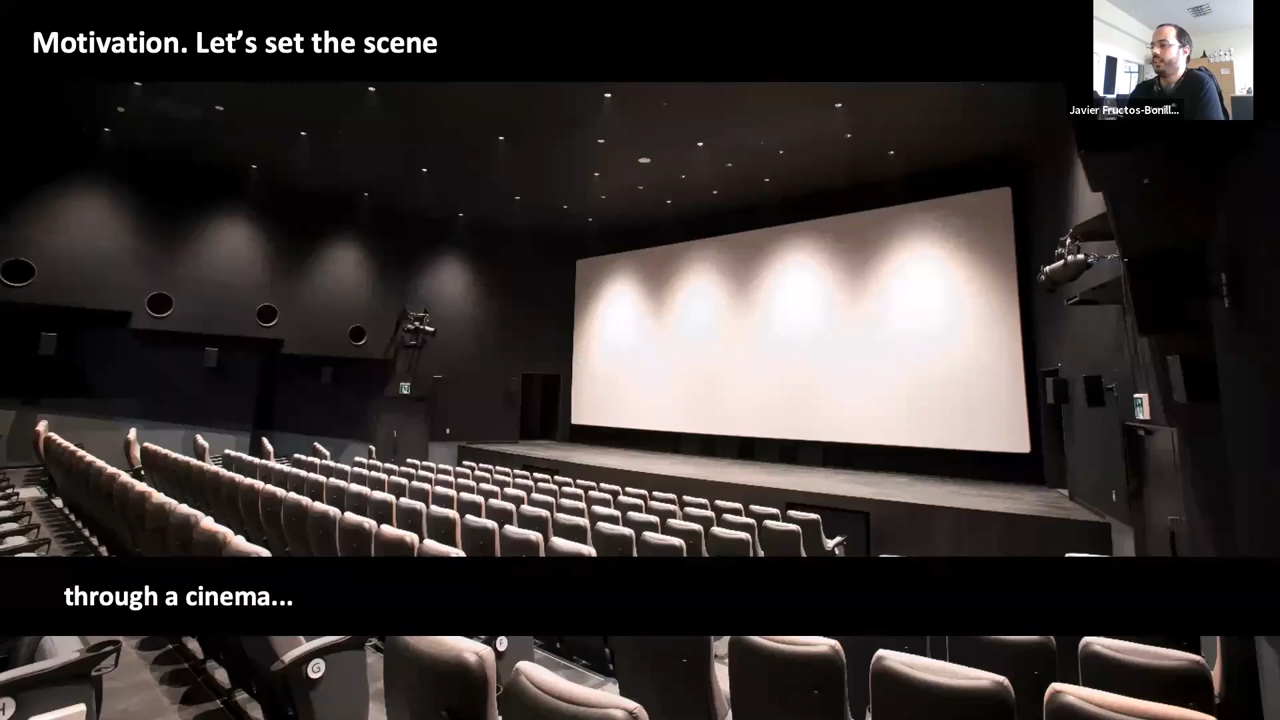 Motivation. Let's set the scene
Javier Fructos-Bonill...
through a cinema...
G
F
H